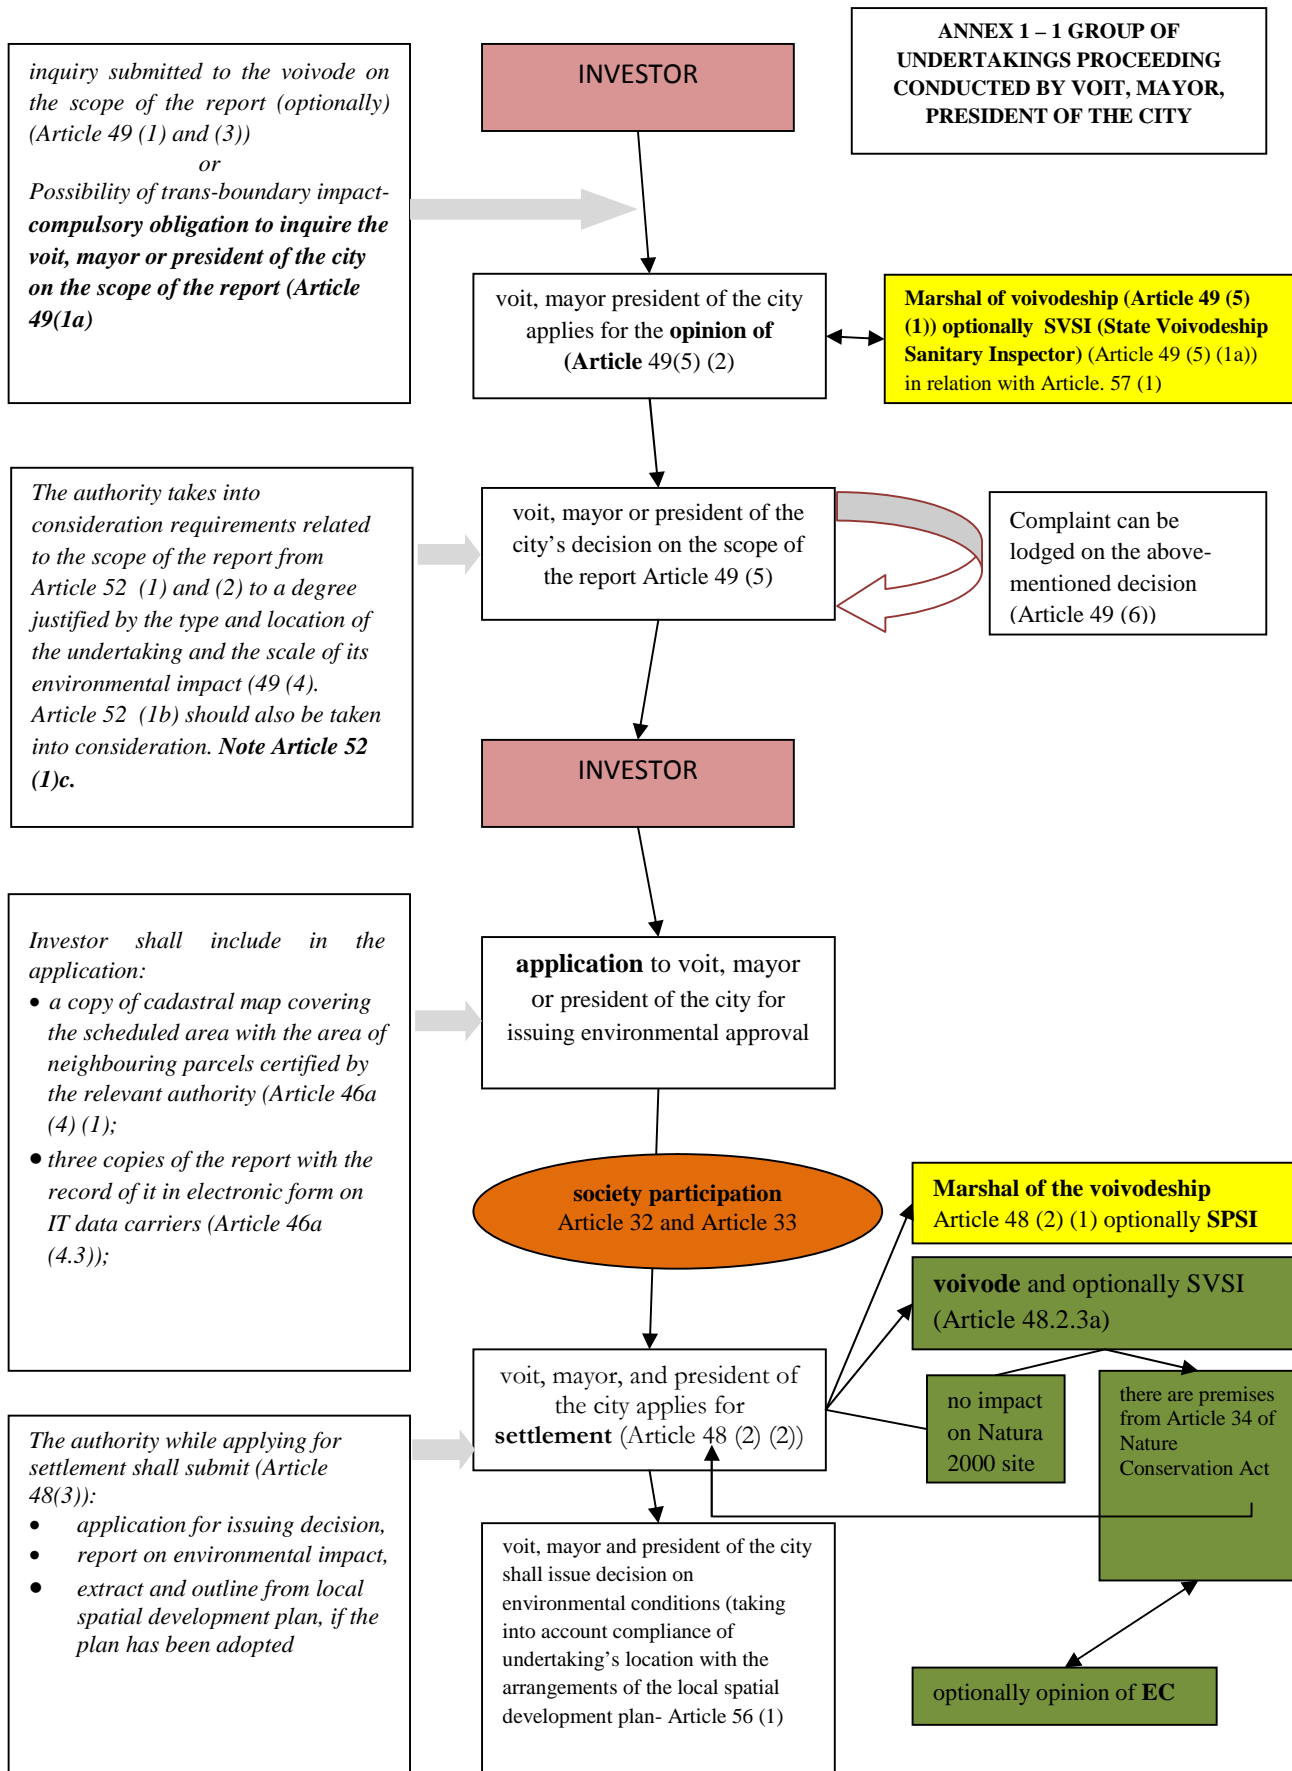 ANNEX 1 – 1 GROUP OF
UNDERTAKINGS PROCEEDING
CONDUCTED BY VOIT, MAYOR,
PRESIDENT OF THE CITY
INVESTOR
inquiry submitted to the voivode on
the scope of the report (optionally)
(Article 49 (1) and (3))
or
Possibility of trans-boundary impact-
compulsory obligation to inquire the
voit, mayor or president of the city
on the scope of the report (Article
49(1a)
voit, mayor president of the city
applies for the opinion of
(Article 49(5) (2)
Marshal of voivodeship (Article 49 (5)
(1)) optionally SVSI (State Voivodeship
Sanitary Inspector) (Article 49 (5) (1a))
in relation with Article. 57 (1)
The authority takes into
consideration requirements related
to the scope of the report from
Article 52 (1) and (2) to a degree
justified by the type and location of
the undertaking and the scale of its
environmental impact (49 (4).
Article 52 (1b) should also be taken
into consideration. Note Article 52
(1)c.
voit, mayor or president of the
city's decision on the scope of
the report Article 49 (5)
Complaint can be
lodged on the above-
mentioned decision
(Article 49 (6))
INVESTOR
Investor shall include in the
application:
• a copy of cadastral map covering
the scheduled area with the area of
neighbouring parcels certified by
the relevant authority (Article 46a
(4) (1);
• three copies of the report with the
record of it in electronic form on
IT data carriers (Article 46a
(4.3));
application to voit, mayor
or president of the city for
issuing environmental approval
society participation
Article 32 and Article 33
Marshal of the voivodeship
Article 48 (2) (1) optionally SPSI
voivode and optionally SVSI
(Article 48.2.3a)
voit, mayor, and president of
the city applies for
settlement (Article 48 (2) (2))
no impact
on Natura
2000 site
there are premises
from Article 34 of
Nature
Conservation Act
The authority while applying for
settlement shall submit (Article
48(3)):
• application for issuing decision,
• report on environmental impact,
• extract and outline from local
spatial development plan, if the
plan has been adopted
voit, mayor and president of the city
shall issue decision on
environmental conditions (taking
into account compliance of
undertaking's location with the
arrangements of the local spatial
development plan- Article 56 (1)
optionally opinion of EC